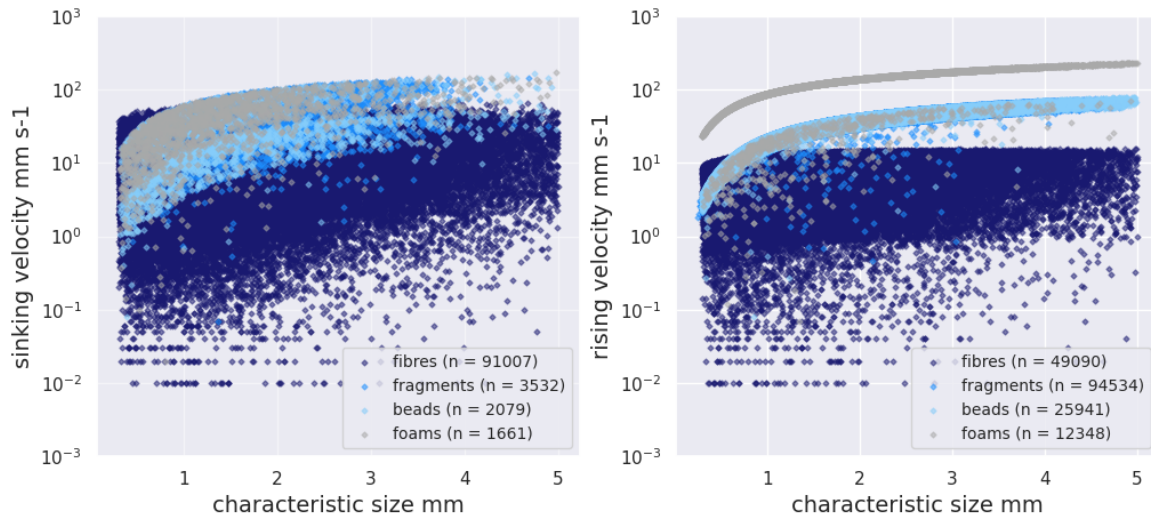 sinking velocity mm s-1
10³
10²
10¹
10⁰
10⁻¹
10⁻²
10⁻³
fibres (n = 91007)
fragments (n = 3532)
beads (n = 2079)
foams (n = 1661)
1 2 3 4 5
characteristic size mm
rising velocity mm s-1
10³
10²
10¹
10⁰
10⁻¹
10⁻²
10⁻³
fibres (n = 49090)
fragments (n = 94534)
beads (n = 25941)
foams (n = 12348)
1 2 3 4 5
characteristic size mm